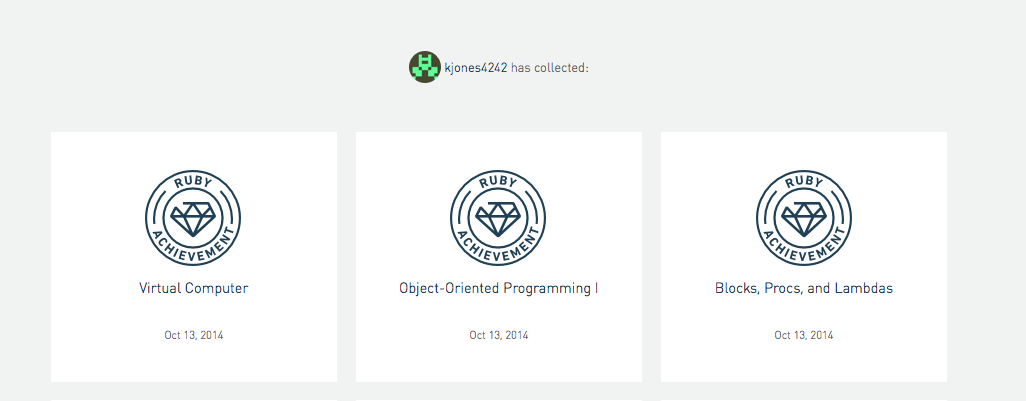 kjones4242 has collected:
RUBY ACHIEVEMENT
Virtual Computer
Oct 13, 2014
RUBY ACHIEVEMENT
Object-Oriented Programming I
Oct 13, 2014
RUBY ACHIEVEMENT
Blocks, Procs, and Lambdas
Oct 13, 2014